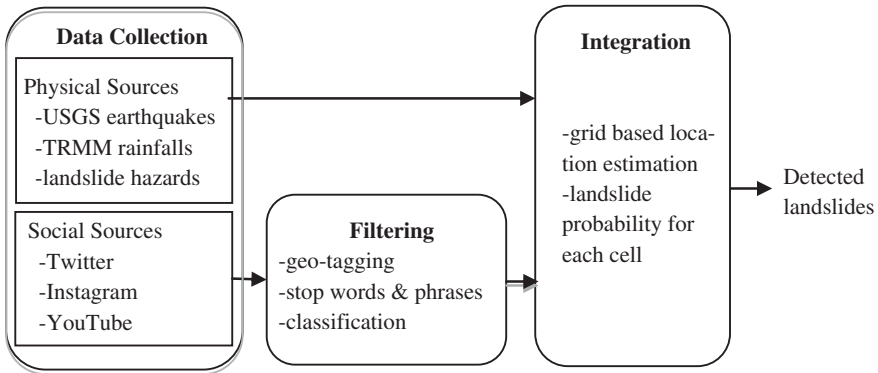 Data Collection
Physical Sources
-USGS earthquakes
-TRMM rainfalls
-landslide hazards
Social Sources
-Twitter
-Instagram
-YouTube
Filtering
-geo-tagging
-stop words & phrases
-classification
Integration
-grid based loca-
tion estimation
-landslide
probability for
each cell
Detected
landslides